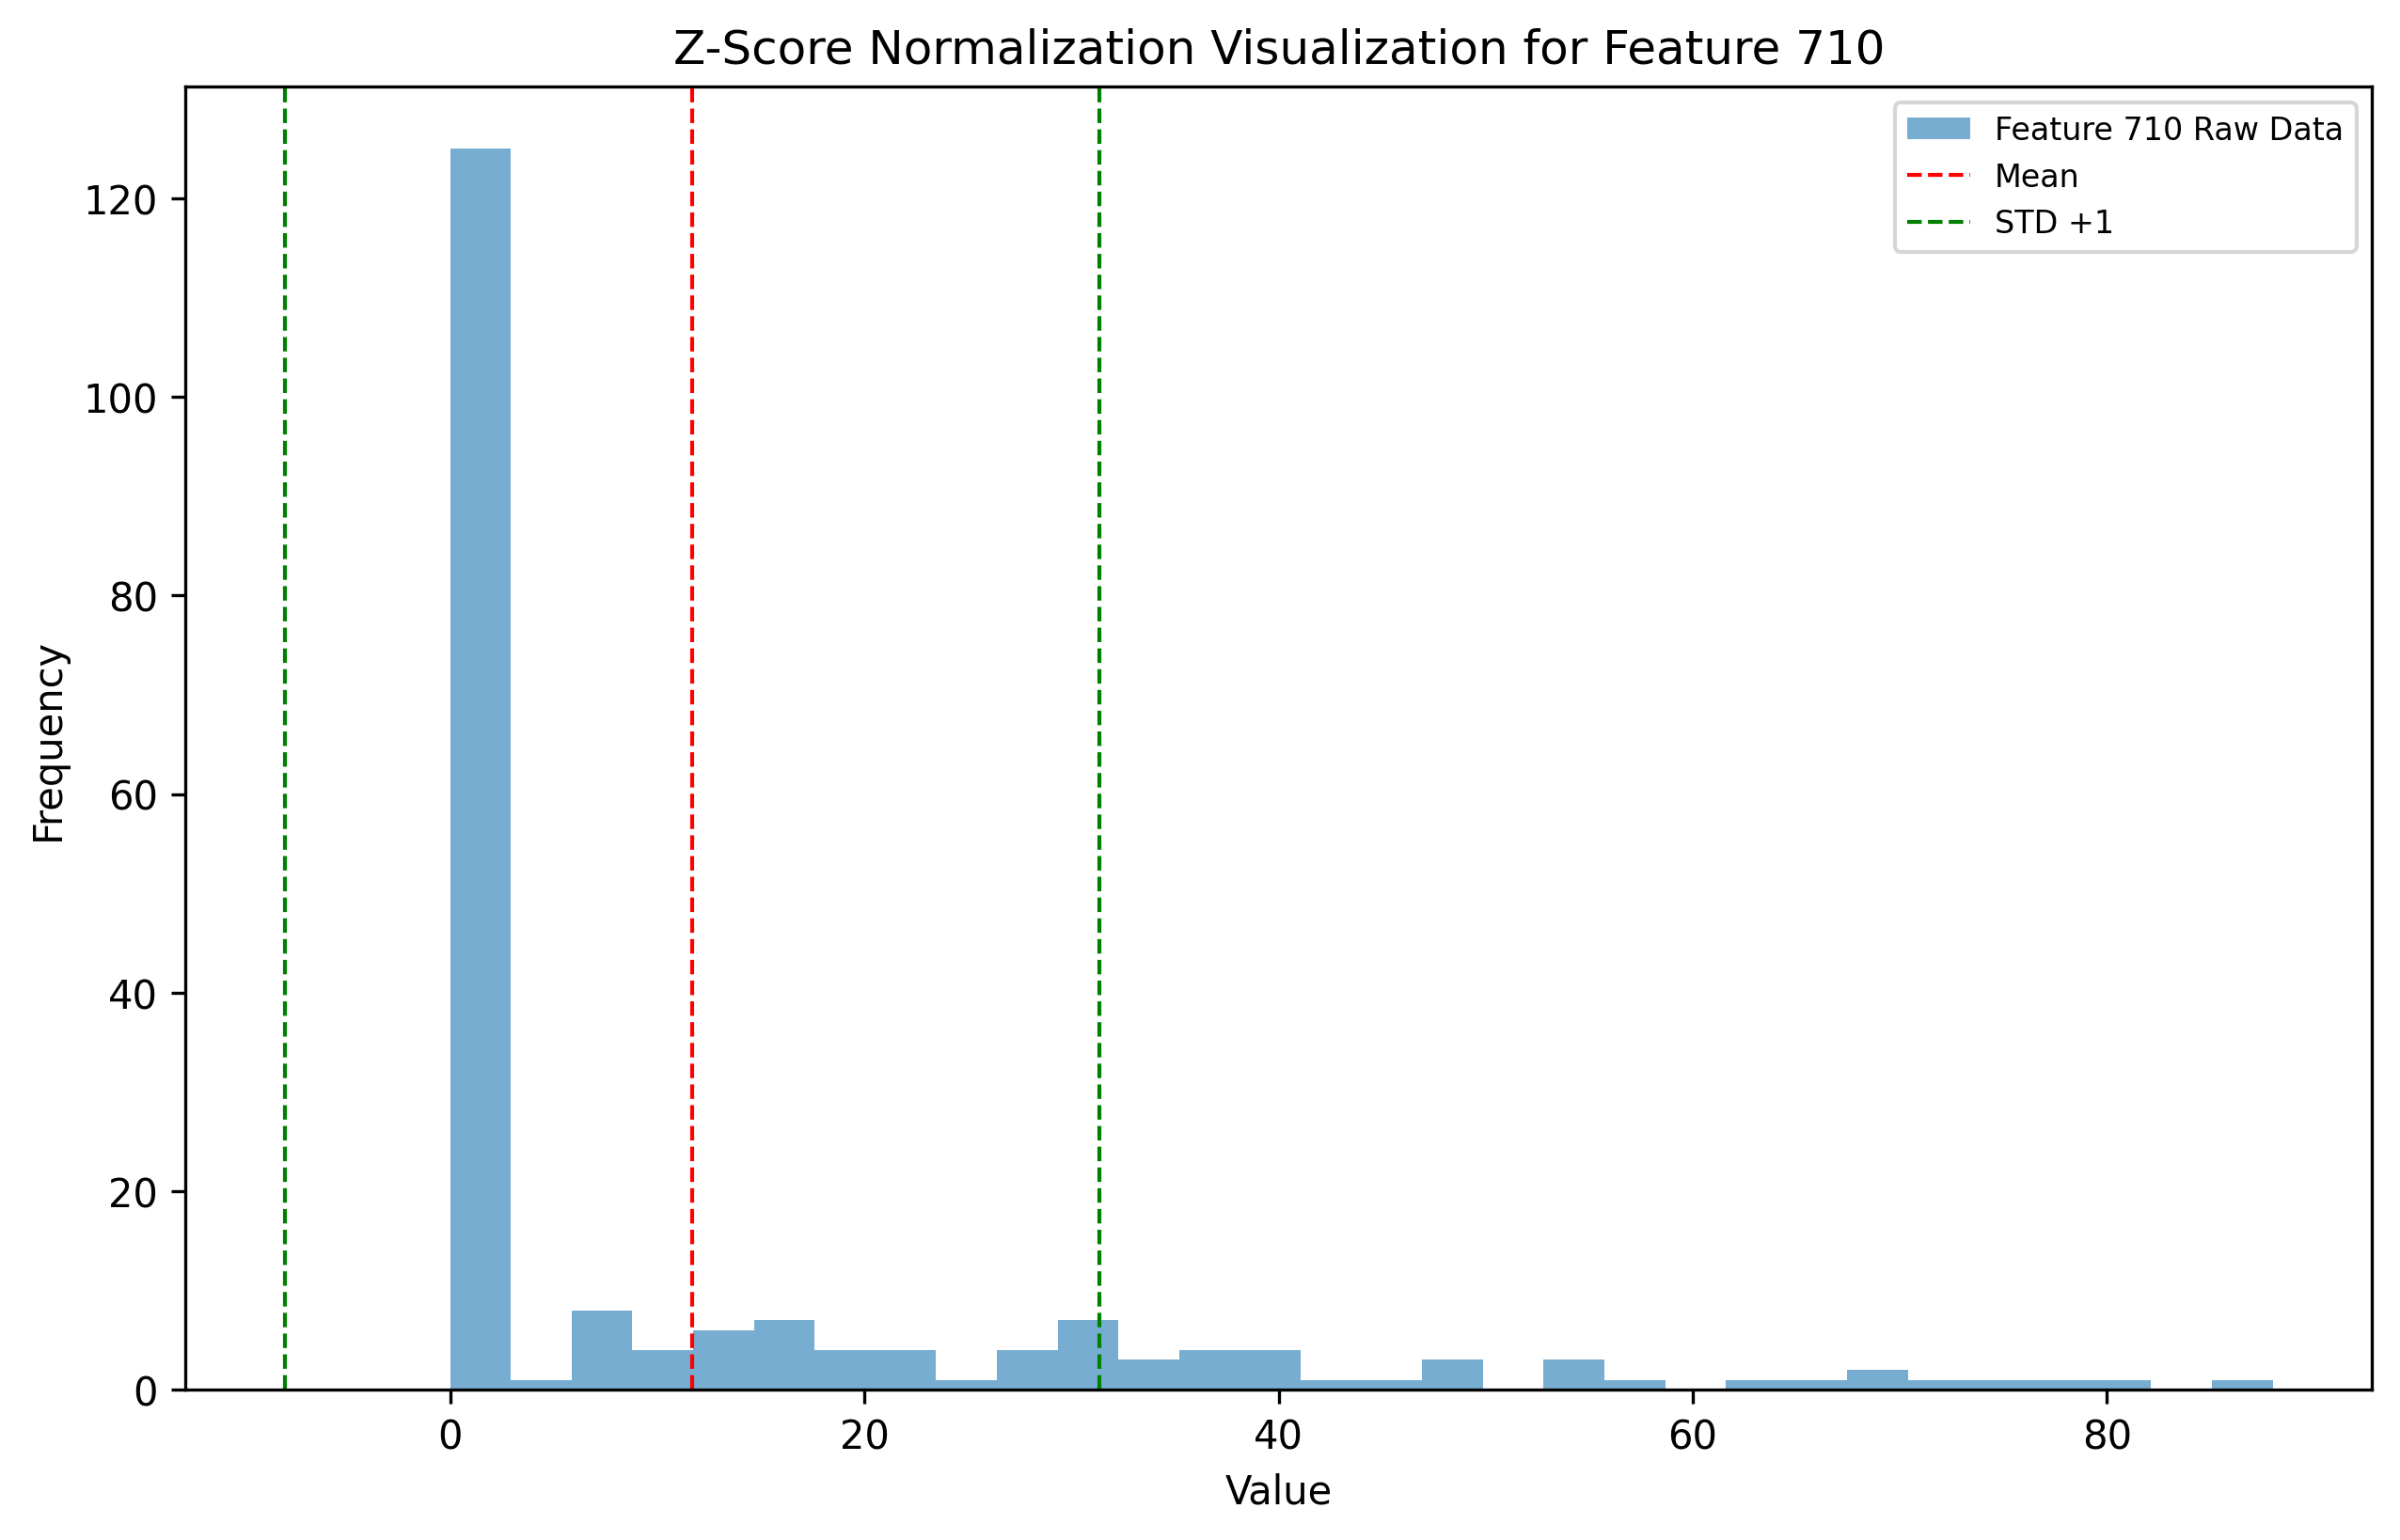 Z-Score Normalization Visualization for Feature 710
Feature 710 Raw Data
Mean
STD +1
120
100
80
60
40
20
0
Frequency
0 20 40 60 80
Value